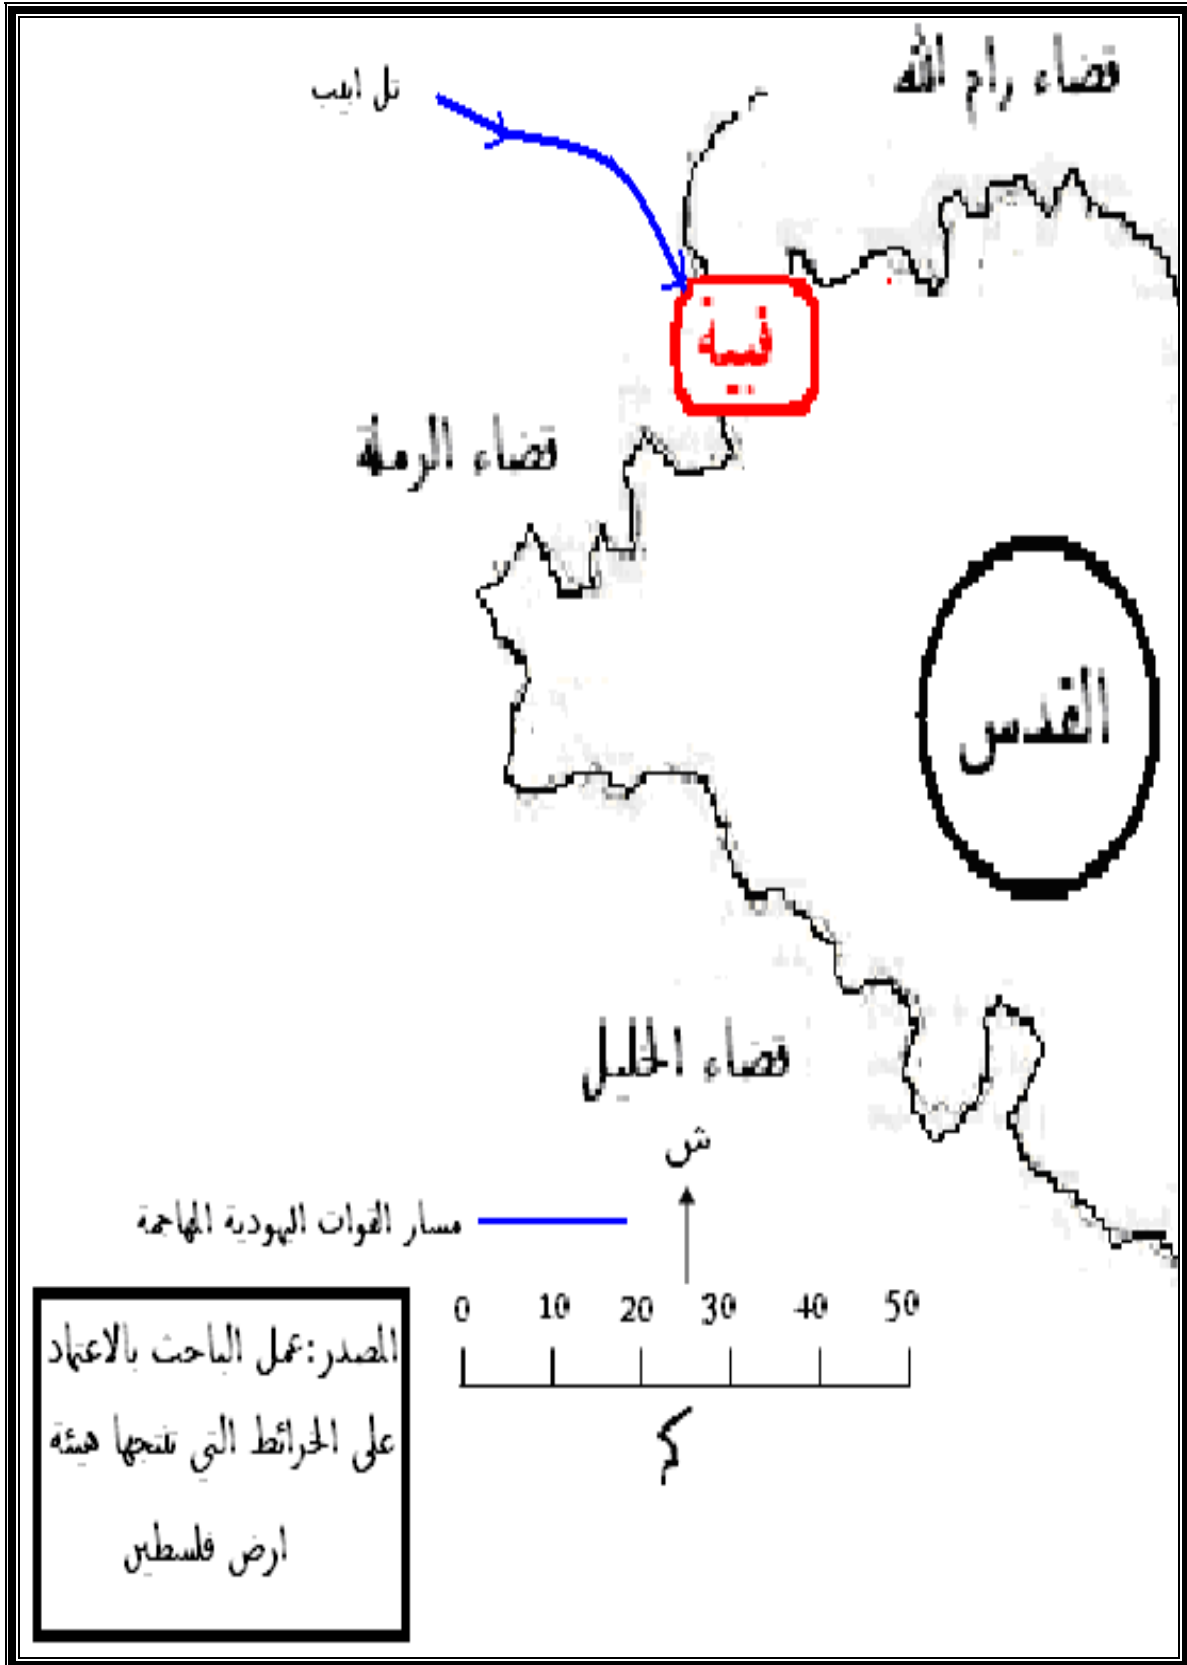 قضاء رام الله
تل ابيب
قبية
قضاء الرملة
القدس
قضاء الخليل
ش
مسار القوات اليهودية المهاجمة
0 10 20 30 40 50
كم
المصدر:عمل الباحث بالاعتماد
على الخرائط التي تنتجها هيئة
ارض فلسطين